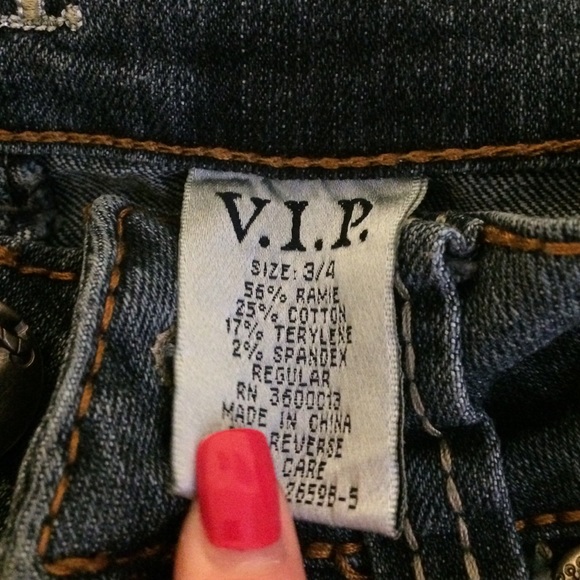 V.I.P.
SIZE: 3/4
56% RAMIE
25% COTTON
17% TERYLENE
2% SPANDEX
REGULAR
RN 3600013
MADE IN CHINA
REVERSE
CARE
26598-5